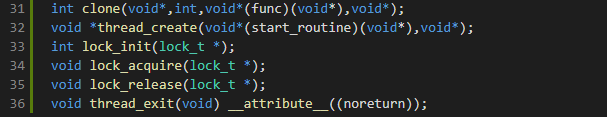 31 int clone(void*,int,void*(func)(void*),void*);
32 void *thread_create(void*(start_routine)(void*),void*);
33 int lock_init(lock_t *);
34 void lock_acquire(lock_t *);
35 void lock_release(lock_t *);
36 void thread_exit(void) __attribute__((noreturn));